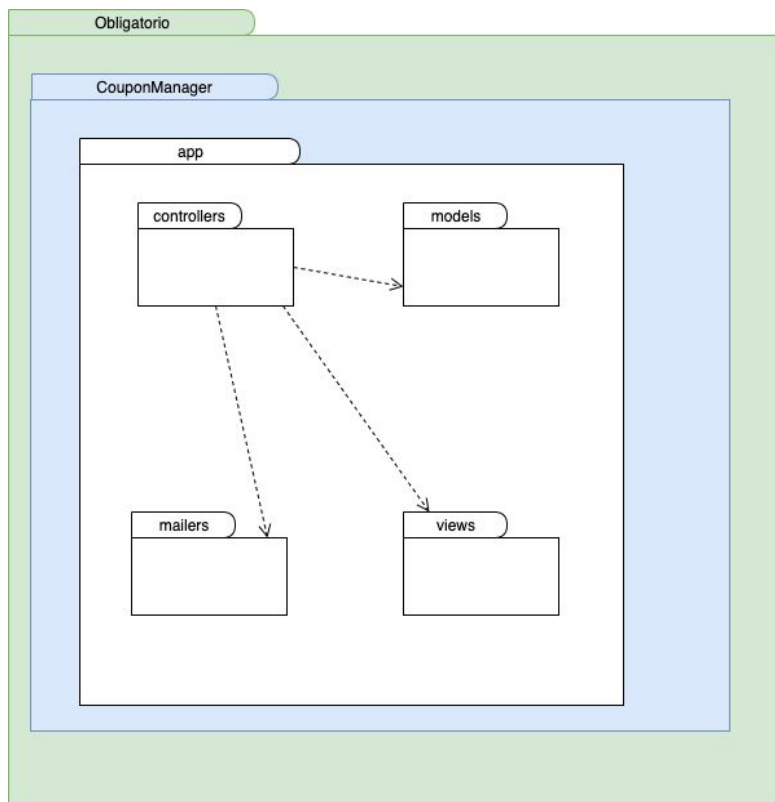 Obligatorio
CouponManager
app
controllers
models
mailers
views